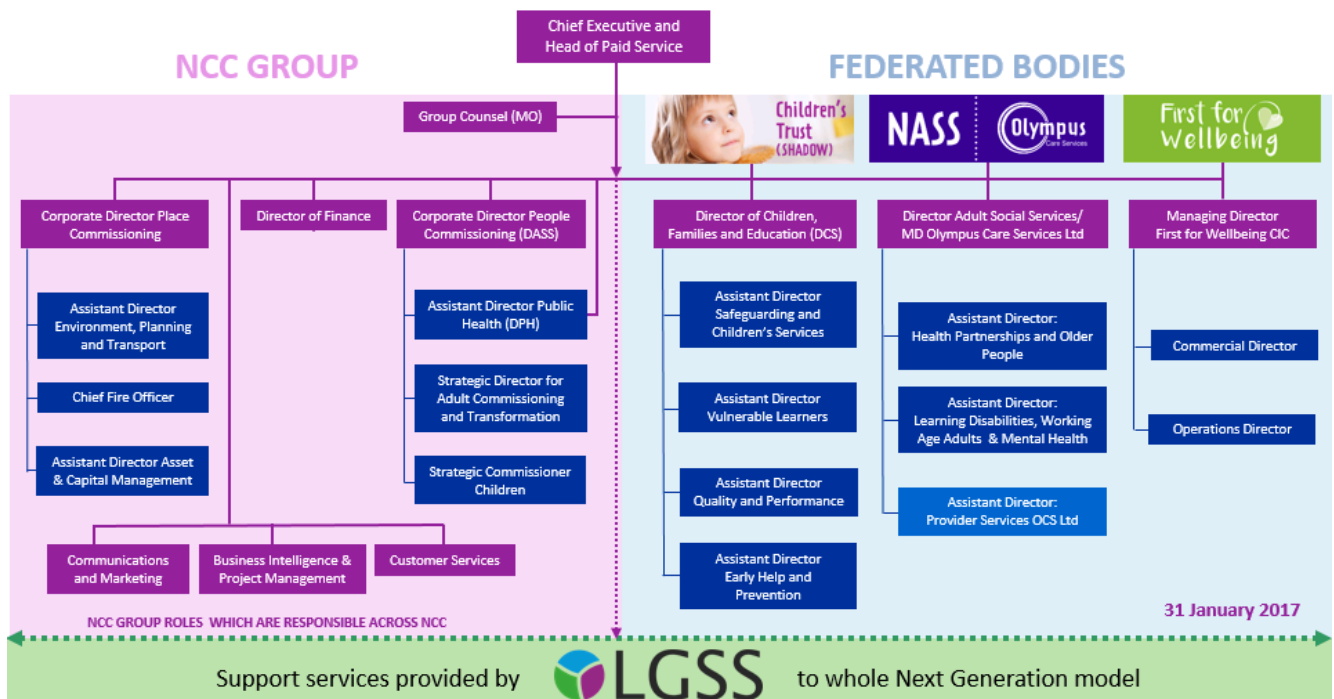 Chief Executive and
Head of Paid Service
NCC GROUP
FEDERATED BODIES
Group Counsel (MO)
Children's
Trust
(SHADOW)
NASS
Olympus
Care Services
First for
Wellbeing
Corporate Director Place
Commissioning
Director of Finance
Corporate Director People
Commissioning (DASS)
Director of Children,
Families and Education (DCS)
Director Adult Social Services/
MD Olympus Care Services Ltd
Managing Director
First for Wellbeing CIC
Assistant Director
Environment, Planning
and Transport
Chief Fire Officer
Assistant Director Asset
& Capital Management
Assistant Director Public
Health (DPH)
Strategic Director for
Adult Commissioning
and Transformation
Strategic Commissioner
Children
Assistant Director
Safeguarding and
Children's Services
Assistant Director
Vulnerable Learners
Assistant Director
Quality and Performance
Assistant Director
Early Help and
Prevention
Assistant Director:
Health Partnerships and Older
People
Assistant Director:
Learning Disabilities, Working
Age Adults & Mental Health
Assistant Director:
Provider Services OCS Ltd
Commercial Director
Operations Director
Communications
and Marketing
Business Intelligence &
Project Management
Customer Services
NCC GROUP ROLES WHICH ARE RESPONSIBLE ACROSS NCC
31 January 2017
Support services provided by LGSS to whole Next Generation model